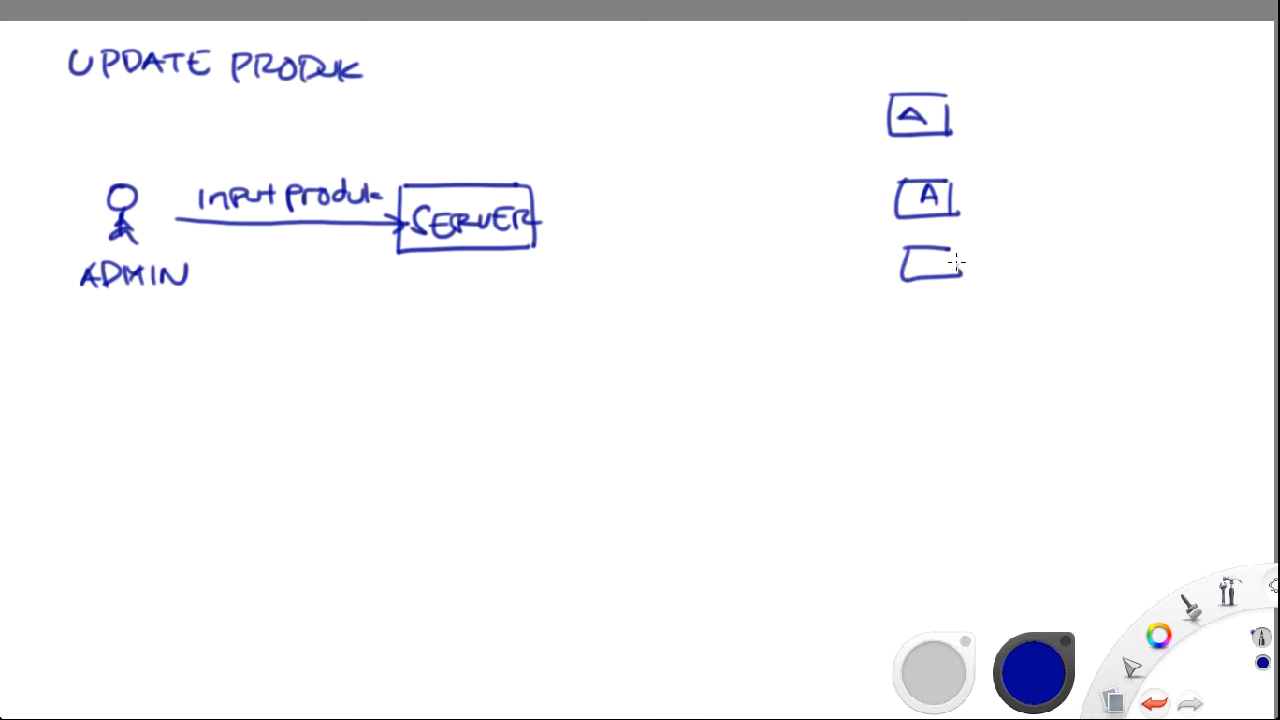 UPDATE PRODUK
A
A
Input produk
SERVER
ADMIN